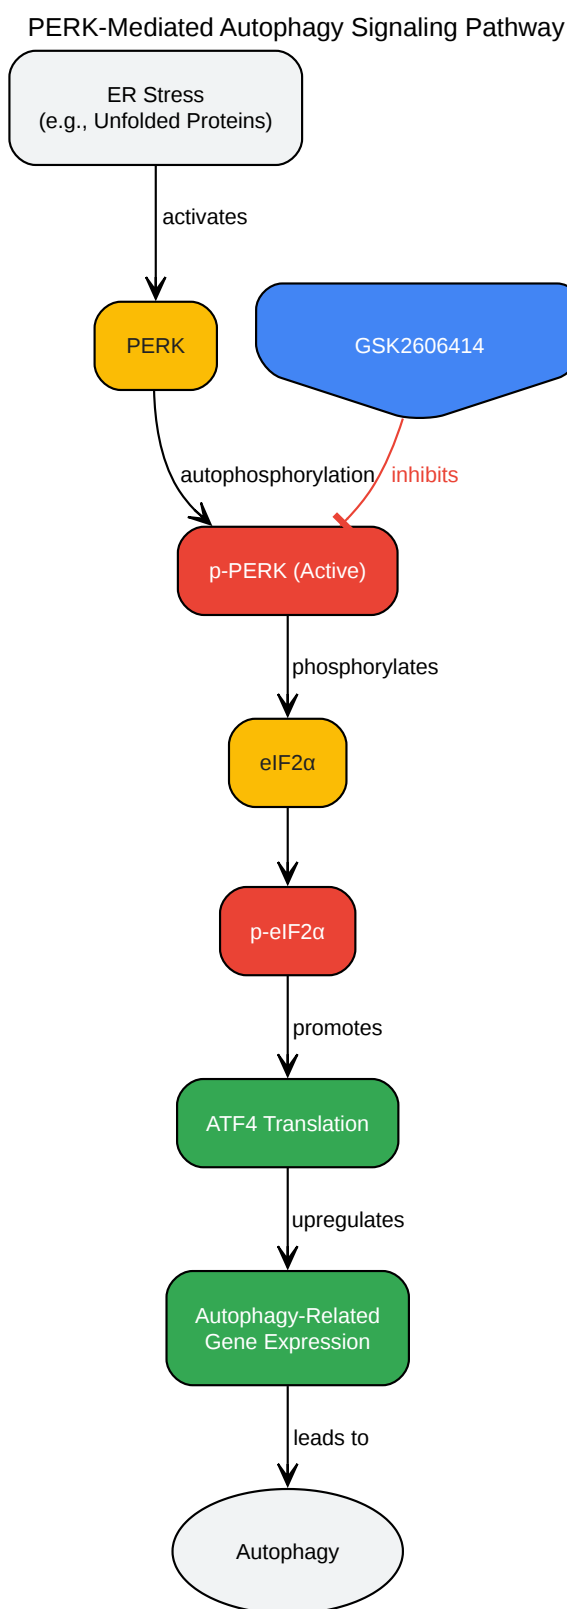 PERK-Mediated Autophagy Signaling Pathway
ER Stress
(e.g., Unfolded Proteins)
activates
PERK
GSK2606414
autophosphorylation
inhibits
p-PERK (Active)
phosphorylates
eIF2α
p-eIF2α
promotes
ATF4 Translation
upregulates
Autophagy-Related
Gene Expression
leads to
Autophagy